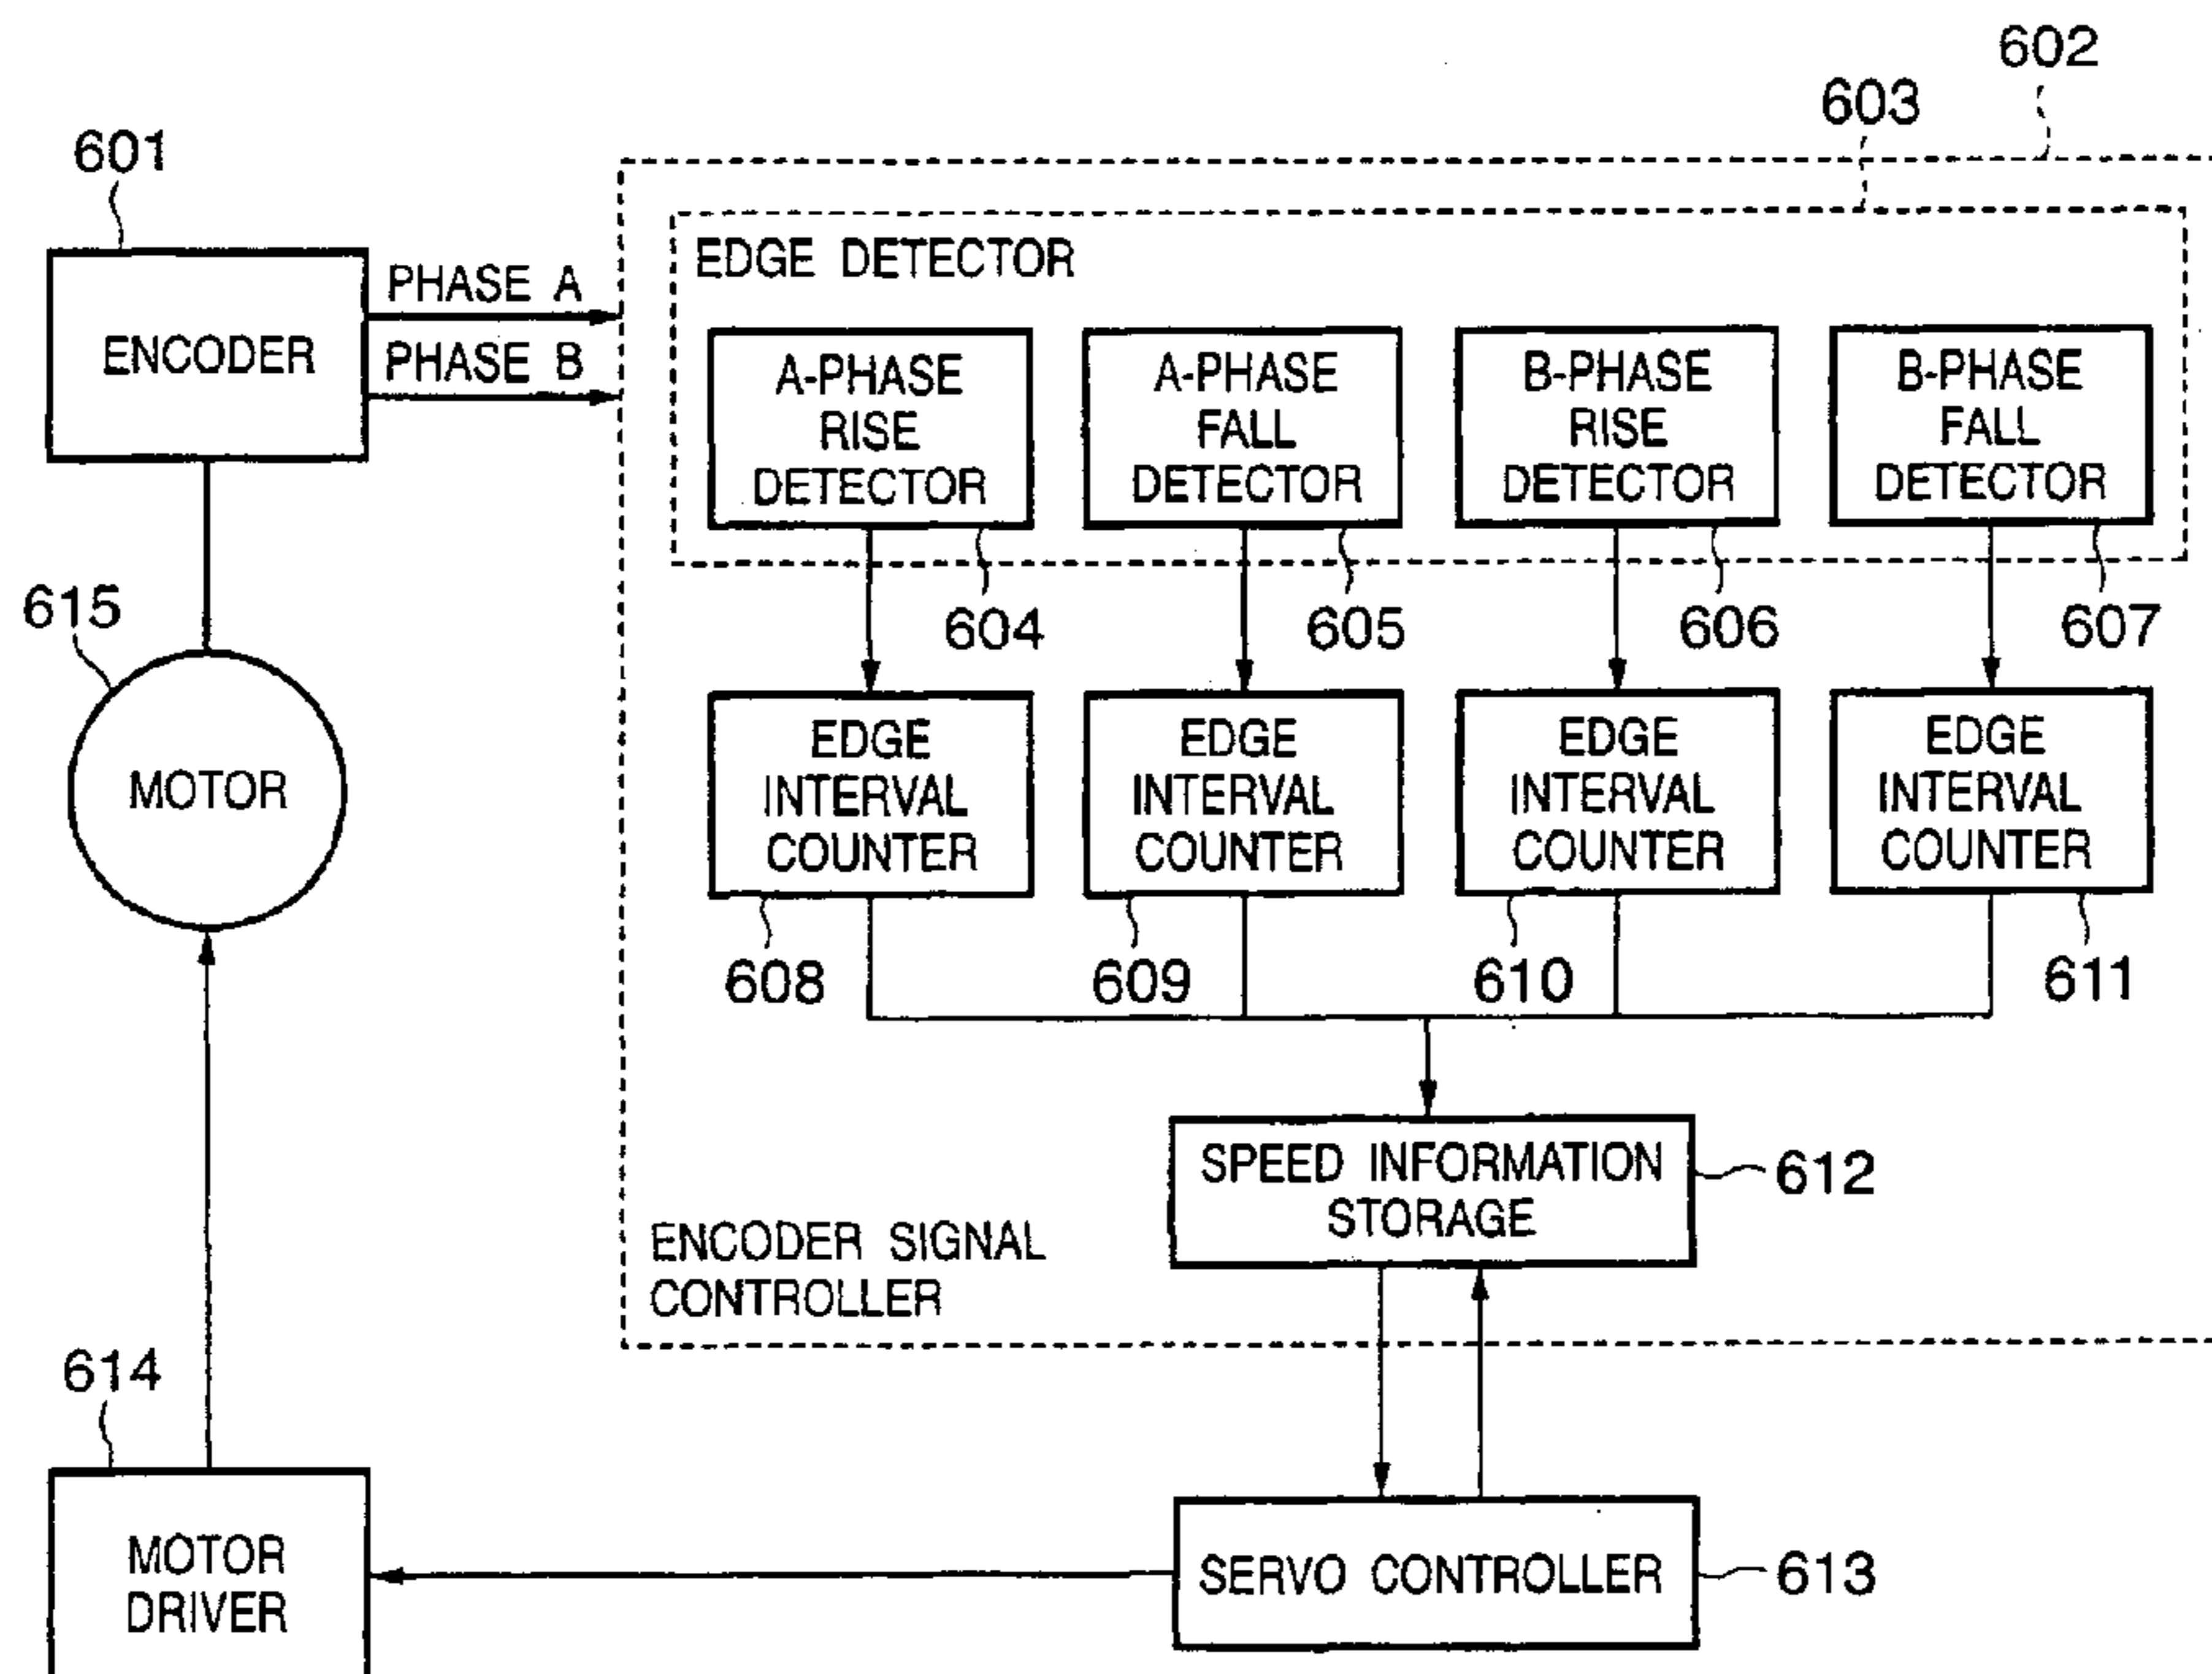 602
603
601
EDGE DETECTOR
PHASE A
ENCODER
PHASE B
A-PHASE
RISE
DETECTOR
A-PHASE
FALL
DETECTOR
B-PHASE
RISE
DETECTOR
B-PHASE
FALL
DETECTOR
604
605
606
607
615
MOTOR
EDGE
INTERVAL
COUNTER
EDGE
INTERVAL
COUNTER
EDGE
INTERVAL
COUNTER
EDGE
INTERVAL
COUNTER
608
609
610
611
SPEED INFORMATION
STORAGE
612
ENCODER SIGNAL
CONTROLLER
614
MOTOR
DRIVER
SERVO CONTROLLER
613